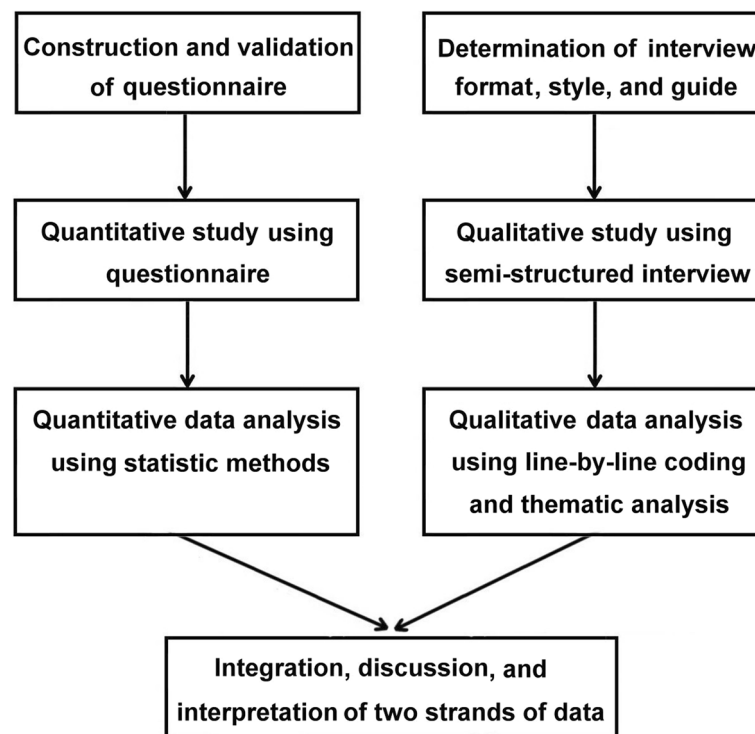 Construction and validation
of questionnaire
Determination of interview
format, style, and guide
Quantitative study using
questionnaire
Qualitative study using
semi-structured interview
Quantitative data analysis
using statistic methods
Qualitative data analysis
using line-by-line coding
and thematic analysis
Integration, discussion, and
interpretation of two strands of data